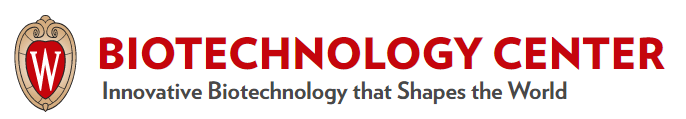 W
BIOTECHNOLOGY CENTER
Innovative Biotechnology that Shapes the World